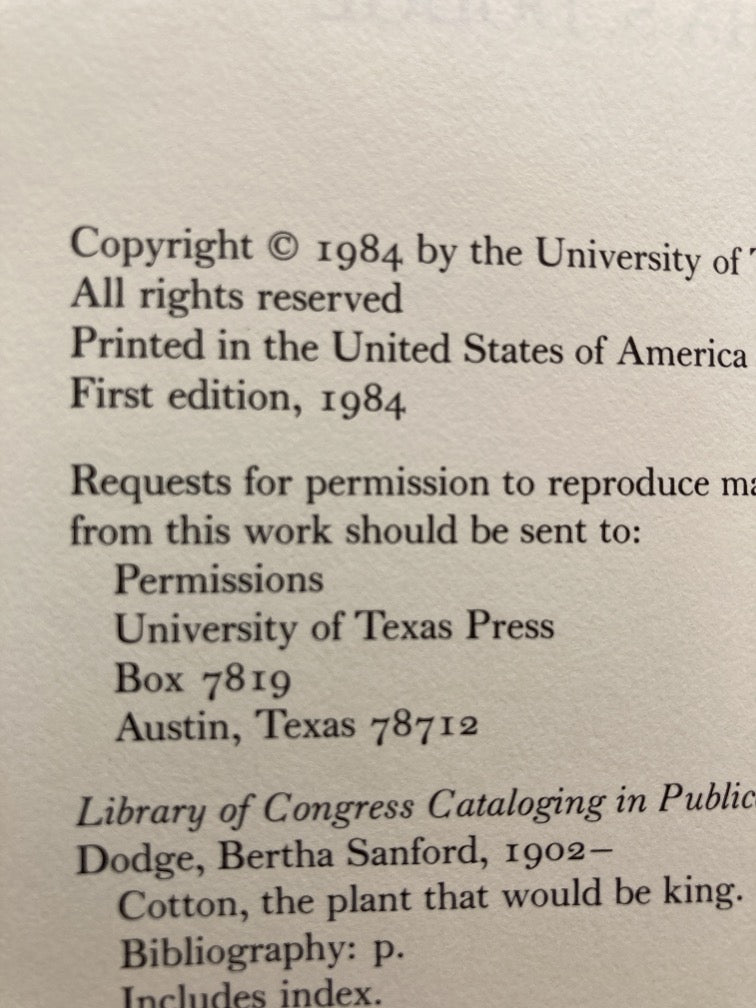 Copyright © 1984 by the University of
All rights reserved
Printed in the United States of America
First edition, 1984
Requests for permission to reproduce
from this work should be sent to:
Permissions
University of Texas Press
Box 7819
Austin, Texas 78712
Library of Congress Cataloging in
Dodge, Bertha Sanford, 1902–
Cotton, the plant that would be king.
Bibliography: p.
Includes index.